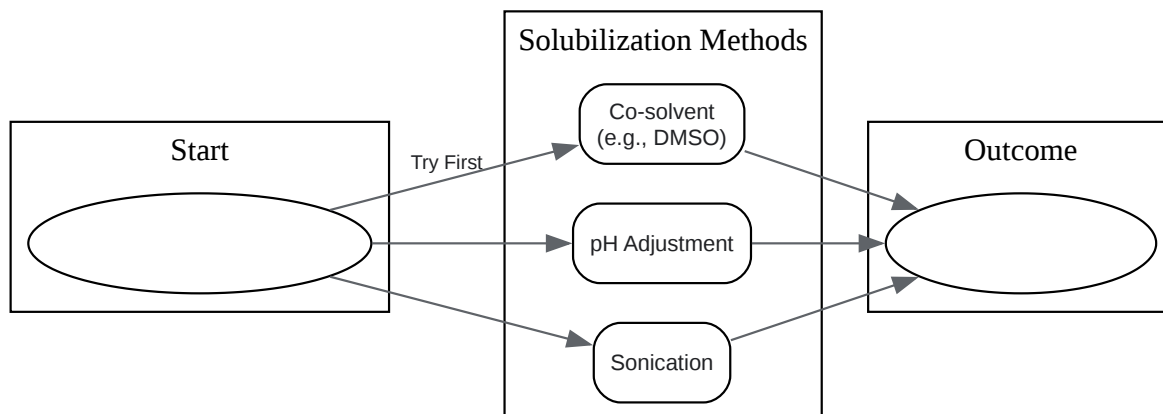 Start
Try First
Solubilization Methods
Co-solvent
(e.g., DMSO)
pH Adjustment
Sonication
Outcome